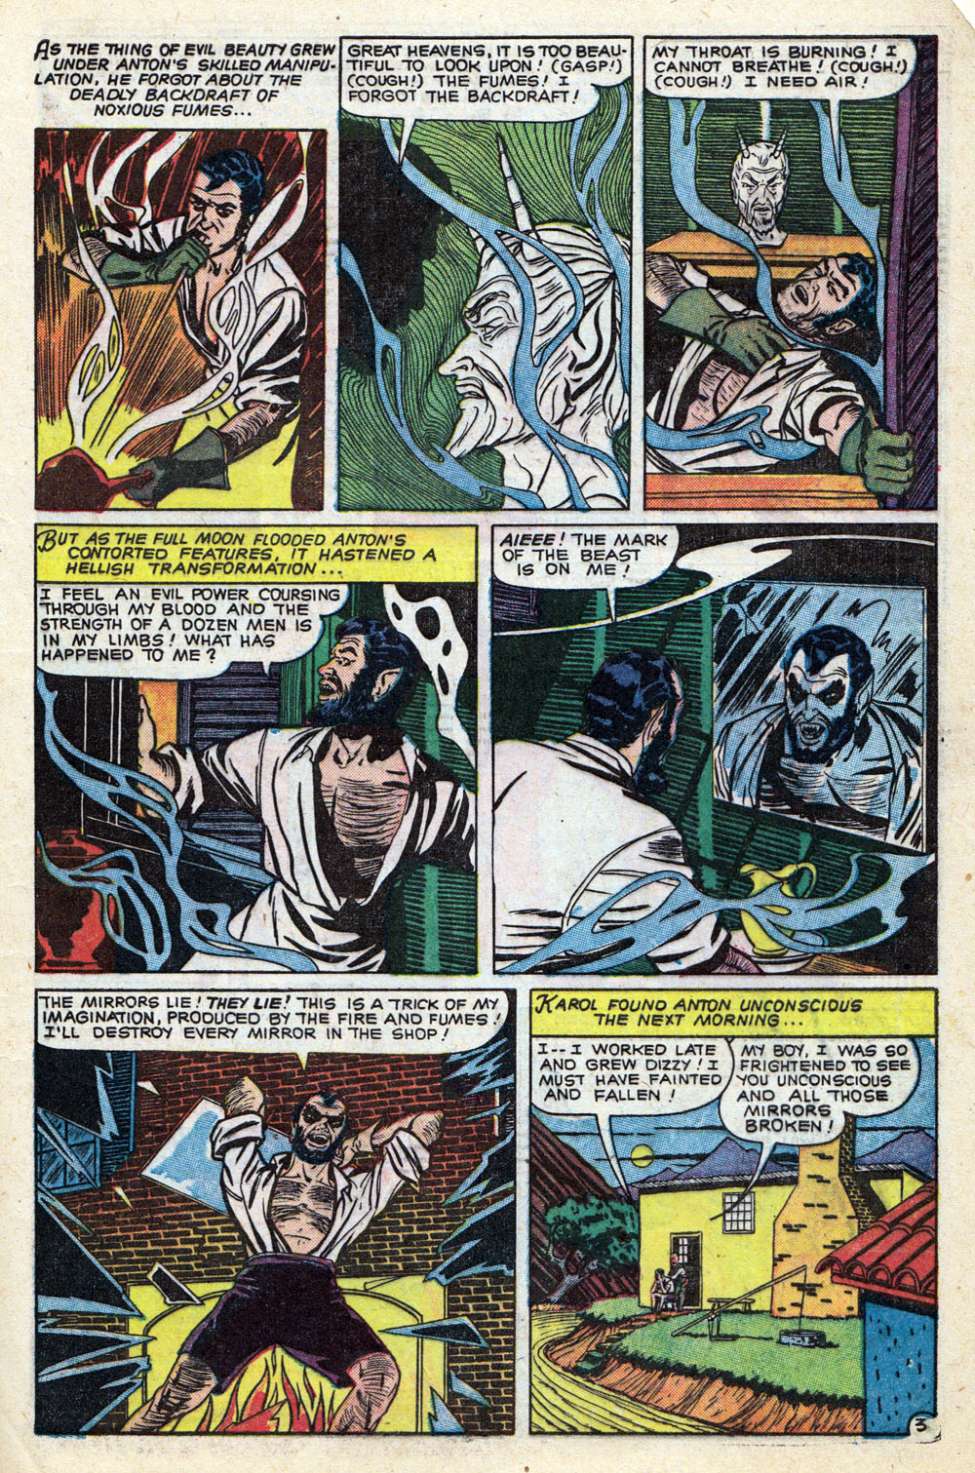 AS THE THING OF EVIL BEAUTY GREW
UNDER ANTON'S SKILLED MANIPU-
LATION, HE FORGOT ABOUT THE
DEADLY BACKDRAFT OF
NOXIOUS FUMES...
GREAT HEAVENS, IT IS TOO BEAU-
TIFUL TO LOOK UPON! (GASP!)
(COUGH!) THE FUMES! I
FORGOT THE BACKDRAFT!
MY THROAT IS BURNING! I
CANNOT BREATHE! (COUGH!)
(COUGH!) I NEED AIR!
BUT AS THE FULL MOON FLOODED ANTON'S
CONTORTED FEATURES, IT HASTENED A
HELLISH TRANSFORMATION...
I FEEL AN EVIL POWER COURSING
THROUGH MY BLOOD AND THE
STRENGTH OF A DOZEN MEN IS
IN MY LIMBS! WHAT HAS
HAPPENED TO ME?
AIEEE! THE MARK
OF THE BEAST
IS ON ME!
THE MIRRORS LIE! THEY LIE! THIS IS A TRICK OF MY
IMAGINATION, PRODUCED BY THE FIRE AND FUMES!
I'LL DESTROY EVERY MIRROR IN THE SHOP!
KAROL FOUND ANTON UNCONSCIOUS
THE NEXT MORNING...
I-- I WORKED LATE
AND GREW DIZZY! I
MUST HAVE FAINTED
AND FALLEN!
MY BOY, I WAS SO
FRIGHTENED TO SEE
YOU UNCONSCIOUS
AND ALL THOSE
MIRRORS
BROKEN!
3